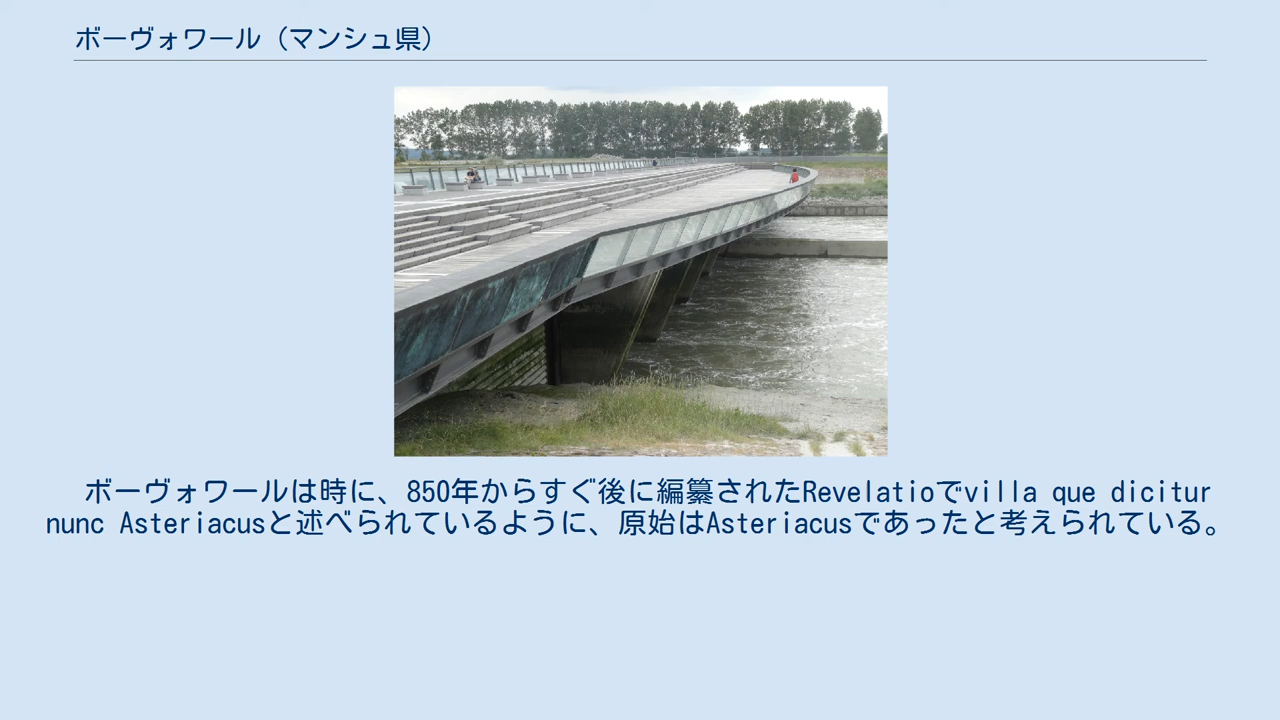 ボーヴォワール（マンシュ県）
ボーヴォワールは時に、850年からすぐ後に編纂されたRevelatioでvilla que dicitur
nunc Asteriacusと述べられているように、原始はAsteriacusであったと考えられている。